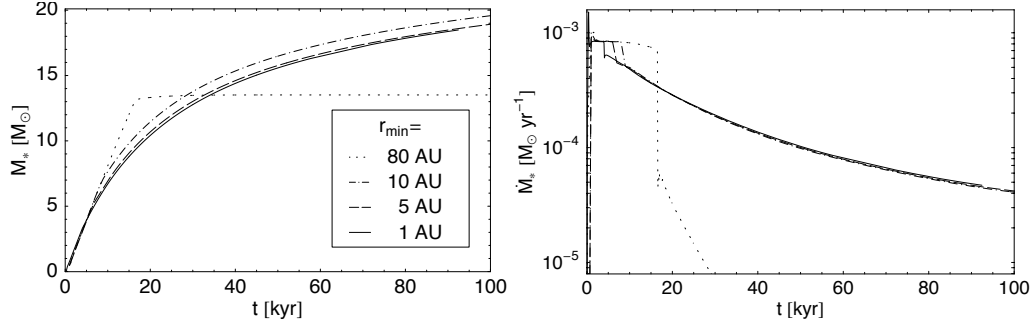 20
15
10
5
0
M* [M⊙]
r_min=
80 AU
10 AU
5 AU
1 AU
0 20 40 60 80 100
t [kyr]
10⁻³
10⁻⁴
10⁻⁵
Ṁ* [M⊙ yr⁻¹]
0 20 40 60 80 100
t [kyr]